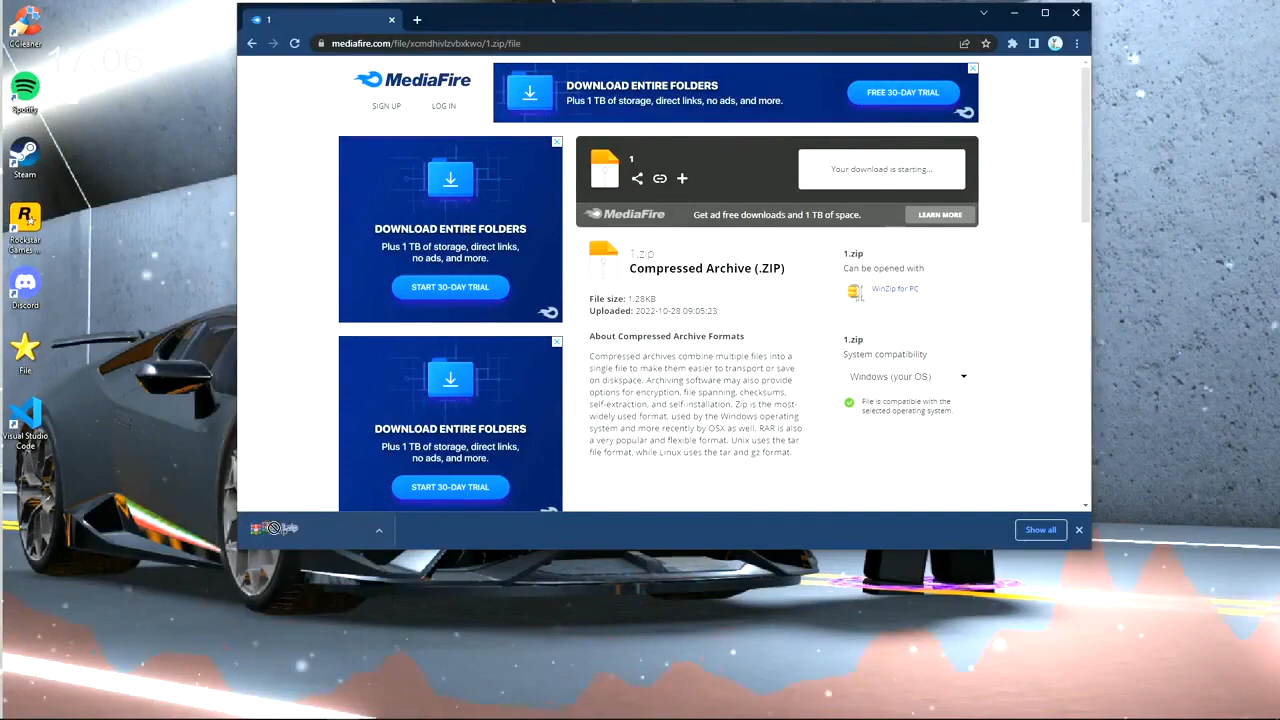 CCleaner
Spotify
Steam
Rockstar
Games ...
Discord
File
Visual Studio
Code
17:06
1
mediafire.com/file/xcmdhivlzvbxkwo/1.zip/file
MediaFire
SIGN UP
LOG IN
DOWNLOAD ENTIRE FOLDERS
Plus 1 TB of storage, direct links, no ads, and more.
FREE 30-DAY TRIAL
DOWNLOAD ENTIRE FOLDERS
Plus 1 TB of storage, direct links,
no ads, and more.
START 30-DAY TRIAL
DOWNLOAD ENTIRE FOLDERS
Plus 1 TB of storage, direct links,
no ads, and more.
START 30-DAY TRIAL
1
Your download is starting...
MediaFire
Get ad free downloads and 1 TB of space.
LEARN MORE
1.zip
Compressed Archive (.ZIP)
File size: 1.28KB
Uploaded: 2022-10-28 09:05:23
About Compressed Archive Formats
Compressed archives combine multiple files into a
single file to make them easier to transport or save
on diskspace. Archiving software may also provide
options for encryption, file spanning, checksums,
self-extraction, and self-installation. Zip is the most-
widely used format, used by the Windows operating
system and more recently by OSX as well. RAR is also
a very popular and flexible format. Unix uses the tar
file format, while Linux uses the tar and gz format.
1.zip
Can be opened with
WinZip for PC
1.zip
System compatibility
Windows (your OS)
File is compatible with the
selected operating system.
1.zip
Show all